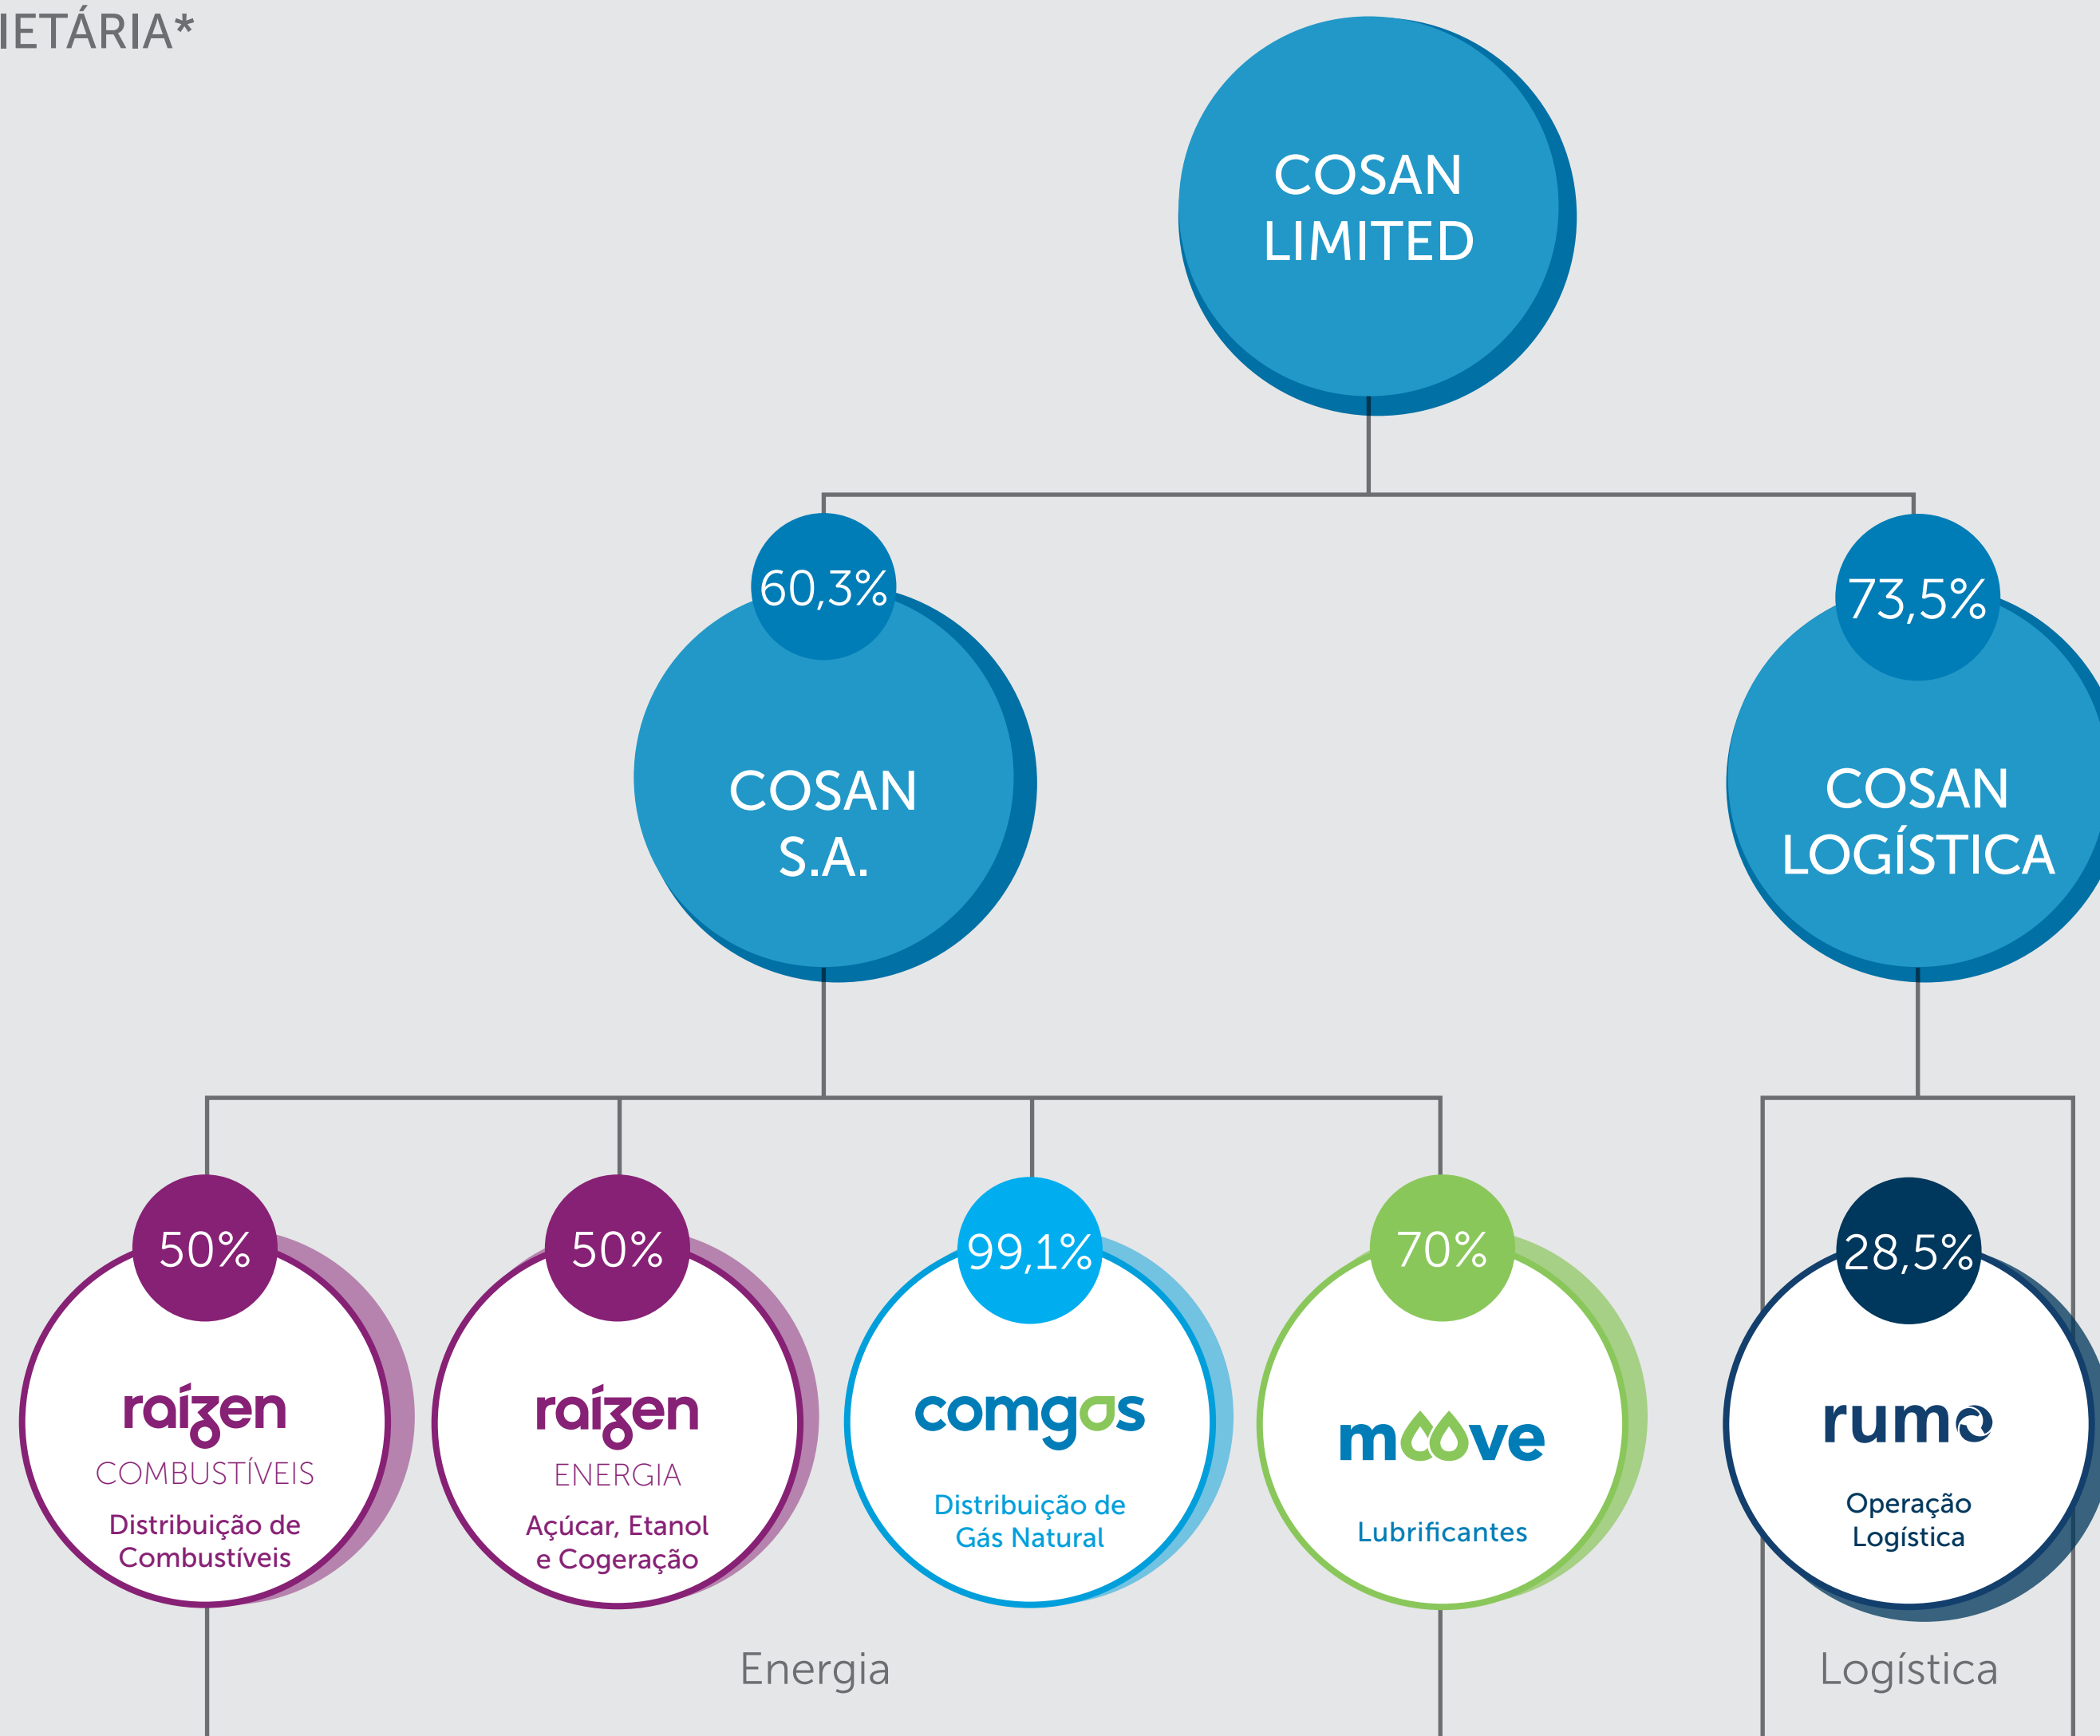 IETÁRIA*
COSAN
LIMITED
60,3%
73,5%
COSAN
S.A.
COSAN
LOGÍSTICA
50%
50%
99,1%
70%
28,5%
raízen
COMBUSTÍVEIS
Distribuição de
Combustíveis
raízen
ENERGIA
Açúcar, Etanol
e Cogeração
comgas
Distribuição de
Gás Natural
moove
Lubrificantes
rumo
Operação
Logística
Energia
Logística